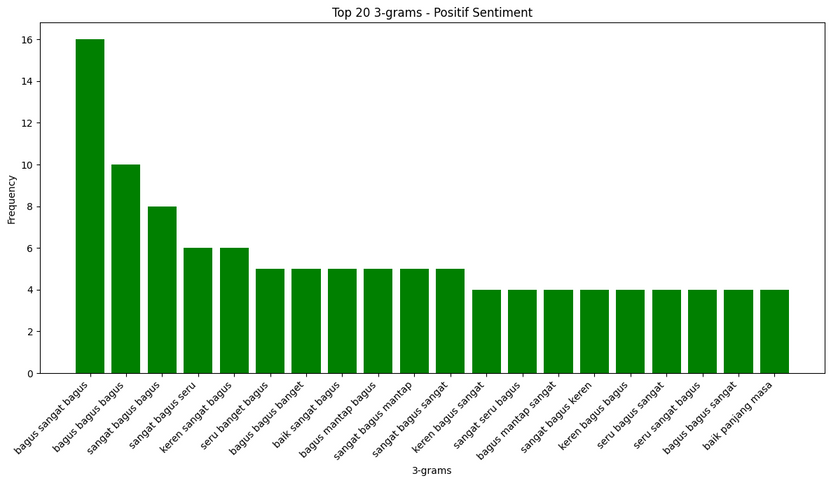 Top 20 3-grams - Positif Sentiment
Frequency
16
14
12
10
8
6
4
2
0
bagus sangat bagus
bagus bagus bagus
sangat bagus bagus
sangat bagus seru
keren sangat bagus
seru banget bagus
bagus bagus banget
baik sangat bagus
bagus mantap bagus
sangat bagus mantap
sangat bagus sangat
keren bagus sangat
sangat seru bagus
bagus mantap sangat
sangat bagus keren
keren bagus bagus
seru bagus sangat
seru sangat bagus
bagus bagus sangat
baik panjang masa
3-grams